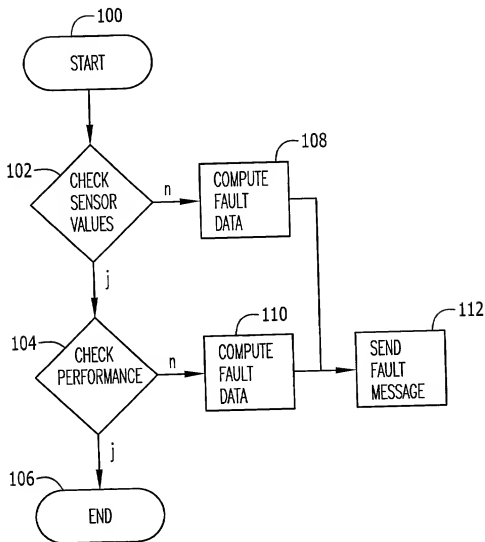 100
START
102
CHECK
SENSOR
VALUES
n
108
COMPUTE
FAULT
DATA
j
104
CHECK
PERFORMANCE
n
110
COMPUTE
FAULT
DATA
112
SEND
FAULT
MESSAGE
j
106
END